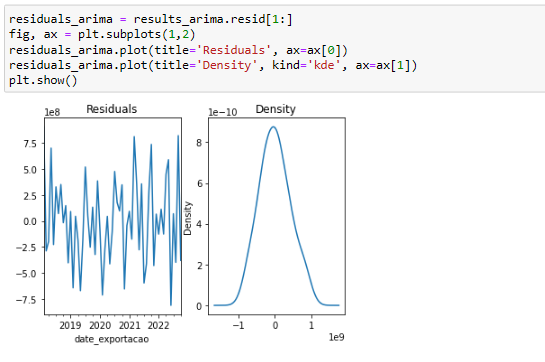 residuals_arima = results_arima.resid[1:]
fig, ax = plt.subplots(1,2)
residuals_arima.plot(title='Residuals', ax=ax[0])
residuals_arima.plot(title='Density', kind='kde', ax=ax[1])
plt.show()
Residuals
1e8
7.5
5.0
2.5
0.0
−2.5
−5.0
−7.5
2019 2020 2021 2022
date_exportacao
Density
1e−10
8
6
4
2
0
Density
−1 0 1
1e9